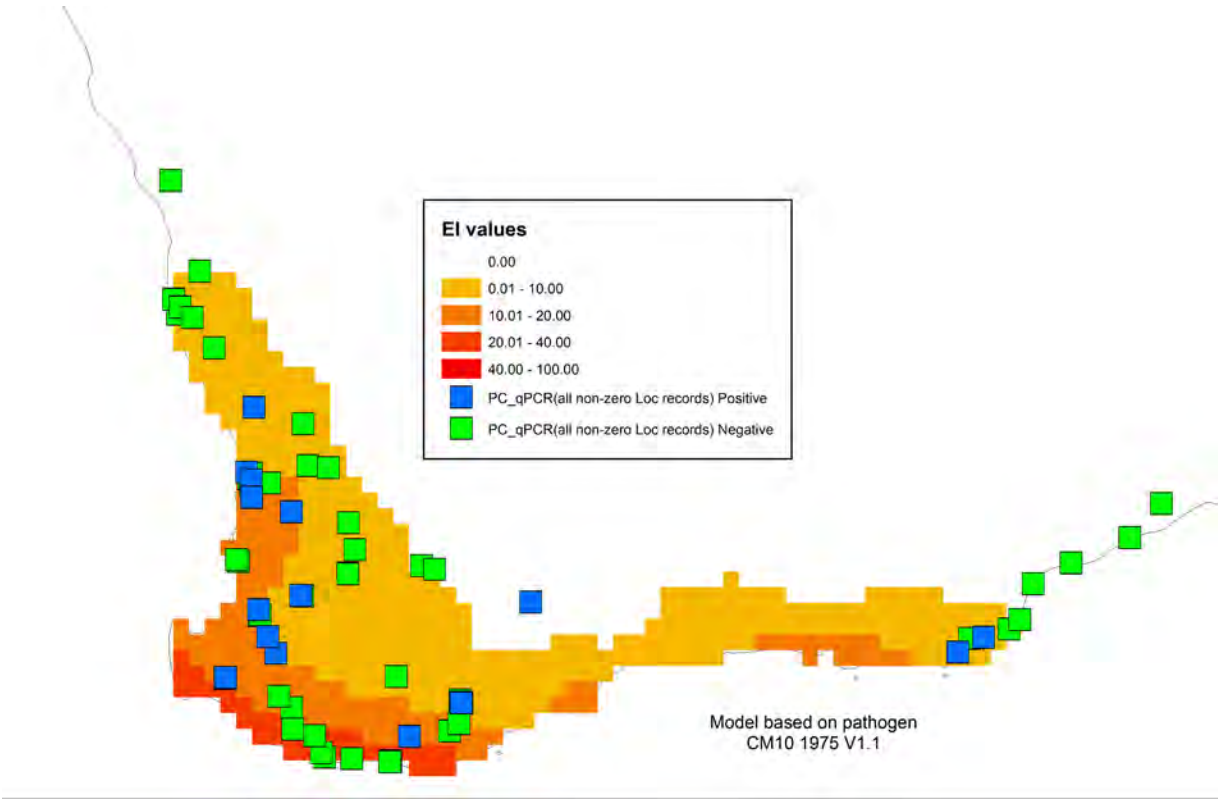 EI values
0.00
0.01 - 10.00
10.01 - 20.00
20.01 - 40.00
40.00 - 100.00
PC_qPCR(all non-zero Loc records) Positive
PC_qPCR(all non-zero Loc records) Negative
Model based on pathogen
CM10 1975 V1.1